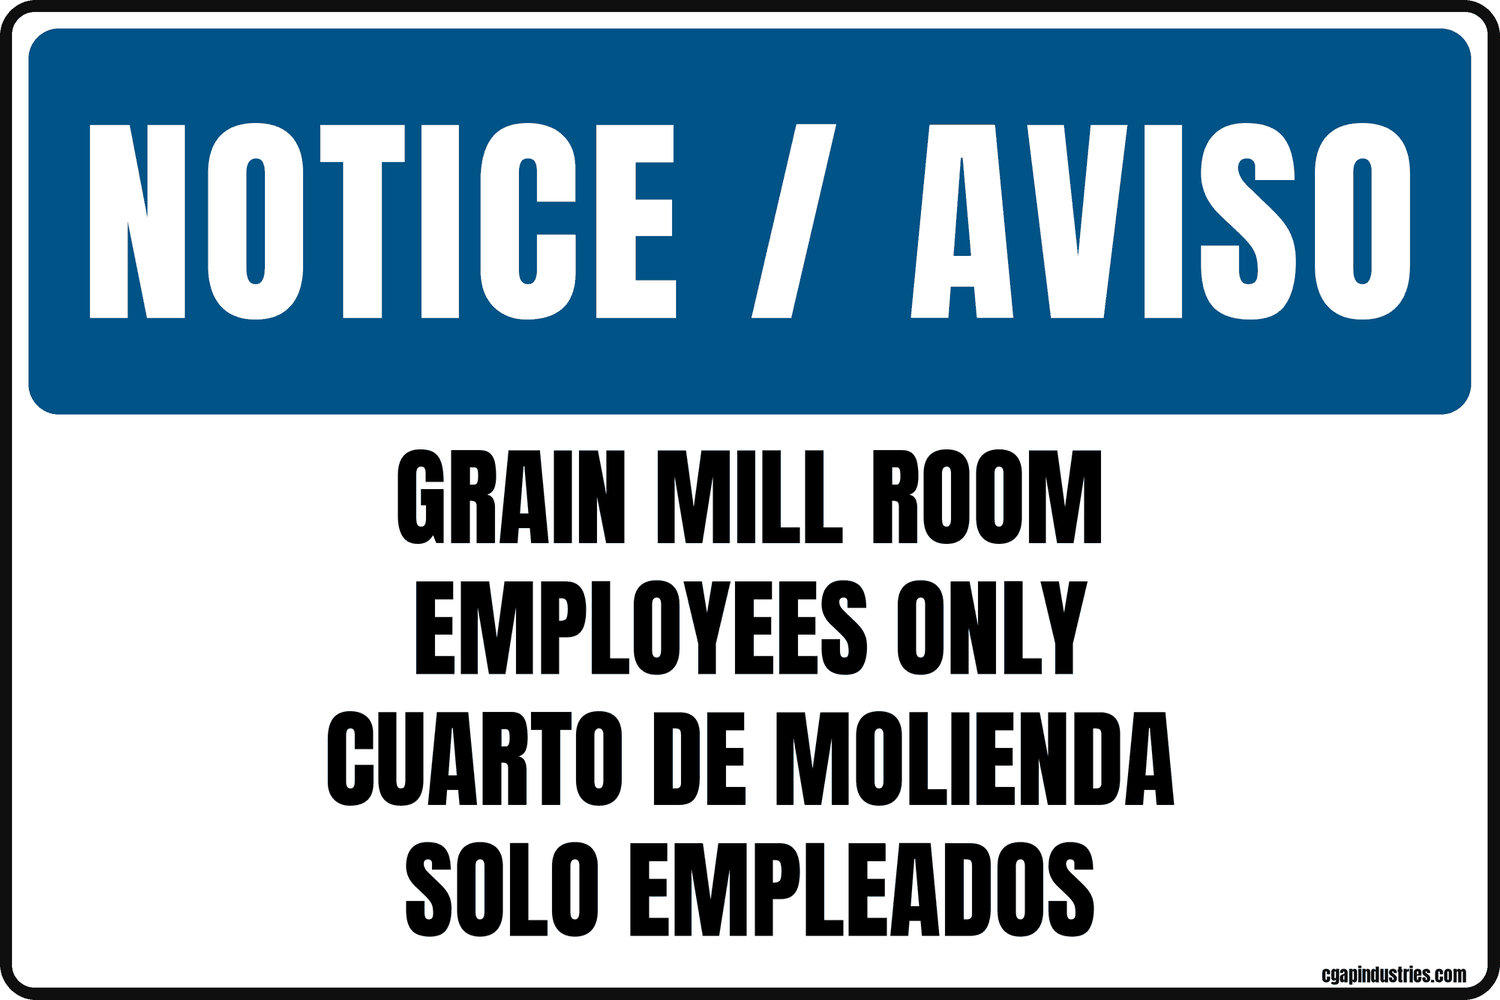 NOTICE / AVISO
GRAIN MILL ROOM
EMPLOYEES ONLY
CUARTO DE MOLIENDA
SOLO EMPLEADOS
cgapindustries.com